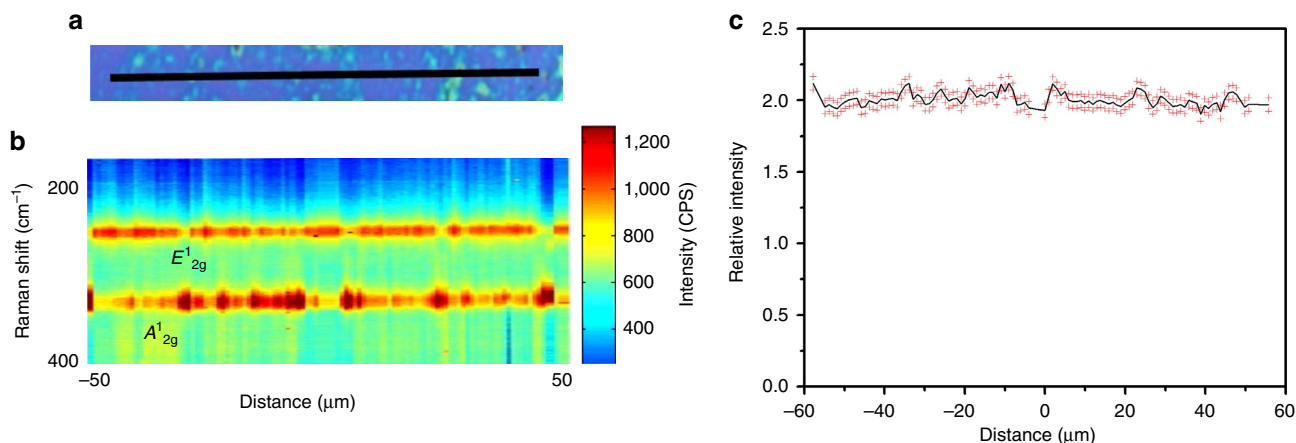 a
b
Raman shift (cm⁻¹)
200
400
E¹₂g
A¹₂g
–50
50
Distance (μm)
1,200
1,000
800
600
400
Intensity (CPS)
c
Relative intensity
2.5
2.0
1.5
1.0
0.5
0.0
–60
–40
–20
0
20
40
60
Distance (μm)